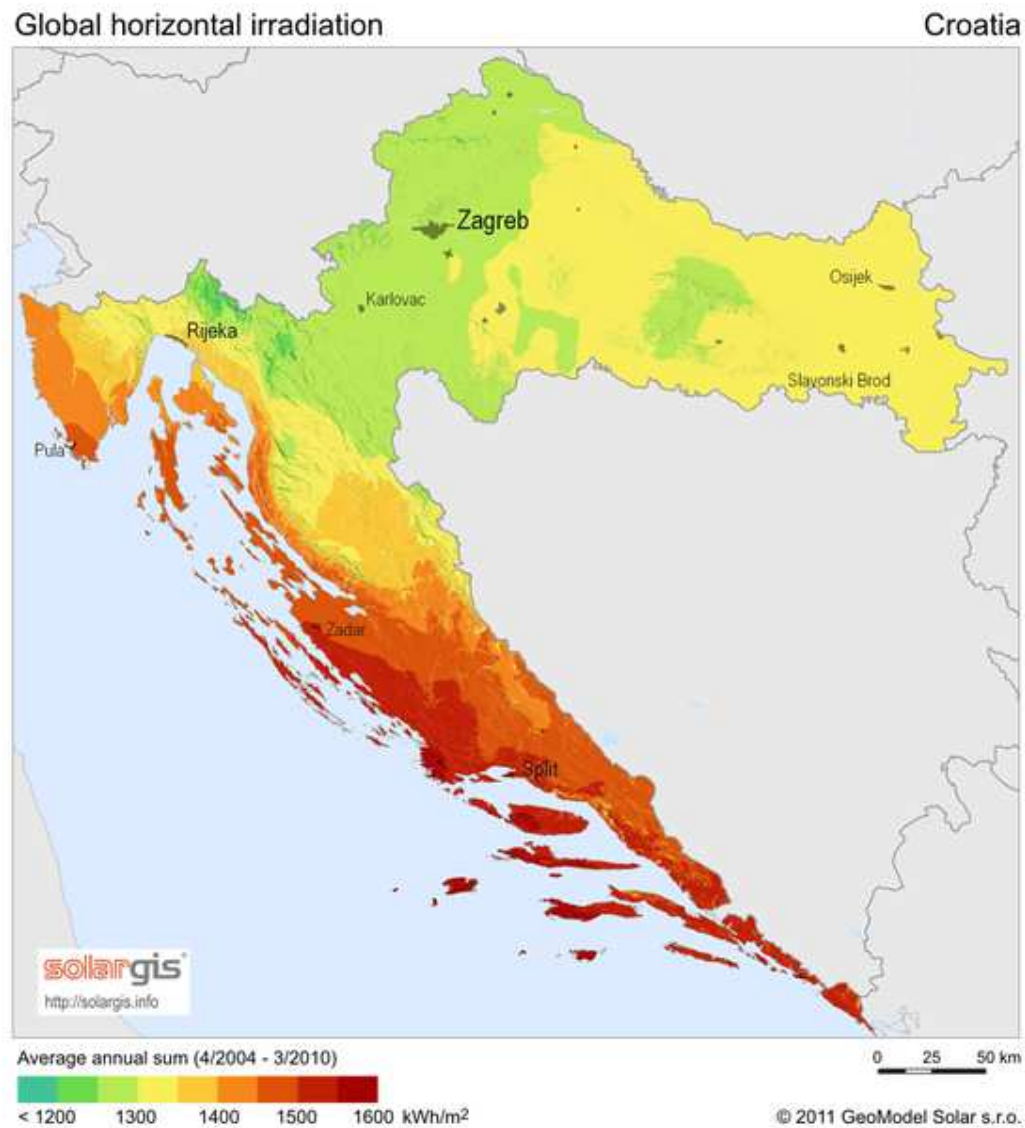 Global horizontal irradiation Croatia
Zagreb
Osijek
Karlovac
Rijeka
Slavonski Brod
Pula
Zadar
Split
solargis
http://solargis.info
Average annual sum (4/2004 - 3/2010)
0 25 50 km
< 1200 1300 1400 1500 1600 kWh/m2
© 2011 GeoModel Solar s.r.o.